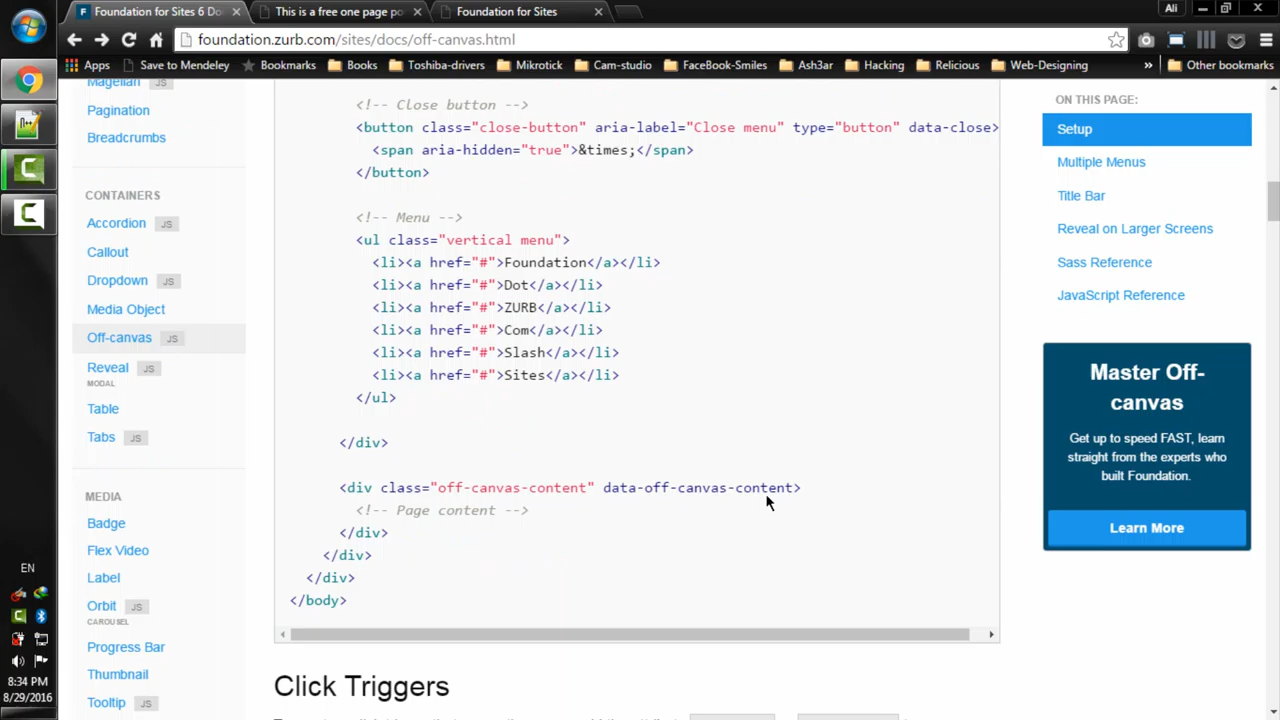 Foundation for Sites 6 Do
This is a free one page po
Foundation for Sites
Ali
foundation.zurb.com/sites/docs/off-canvas.html
Apps
Save to Mendeley
Bookmarks
Books
Toshiba-drivers
Mikrotick
Cam-studio
FaceBook-Smiles
Ash3ar
Hacking
Relicious
Web-Designing
»
Other bookmarks
Magellan JS
Pagination
Breadcrumbs
CONTAINERS
Accordion JS
Callout
Dropdown JS
Media Object
Off-canvas JS
Reveal JS
MODAL
Table
Tabs JS
MEDIA
Badge
Flex Video
Label
Orbit JS
CAROUSEL
Progress Bar
Thumbnail
Tooltip JS
<!-- Close button -->
<button class="close-button" aria-label="Close menu" type="button" data-close>
<span aria-hidden="true">&times;</span>
</button>
<!-- Menu -->
<ul class="vertical menu">
<li><a href="#">Foundation</a></li>
<li><a href="#">Dot</a></li>
<li><a href="#">ZURB</a></li>
<li><a href="#">Com</a></li>
<li><a href="#">Slash</a></li>
<li><a href="#">Sites</a></li>
</ul>
</div>
<div class="off-canvas-content" data-off-canvas-content>
<!-- Page content -->
</div>
</div>
</div>
</body>
Click Triggers
ON THIS PAGE:
Setup
Multiple Menus
Title Bar
Reveal on Larger Screens
Sass Reference
JavaScript Reference
Master Off-
canvas
Get up to speed FAST, learn
straight from the experts who
built Foundation.
Learn More
EN
8:34 PM
8/29/2016